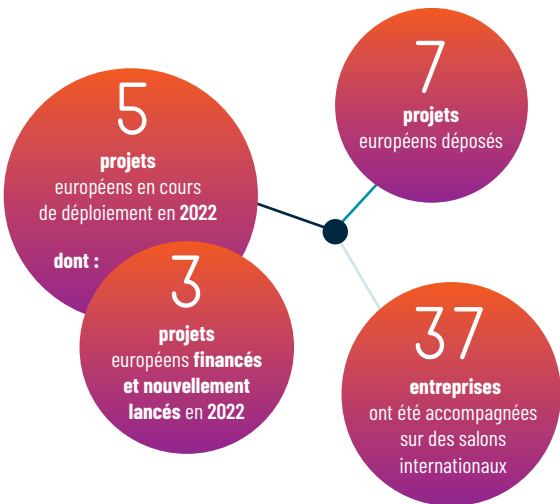 5
projets
européens en cours
de déploiement en 2022
dont :
3
projets
européens financés
et nouvellement
lancés en 2022
7
projets
européens déposés
37
entreprises
ont été accompagnées
sur des salons
internationaux